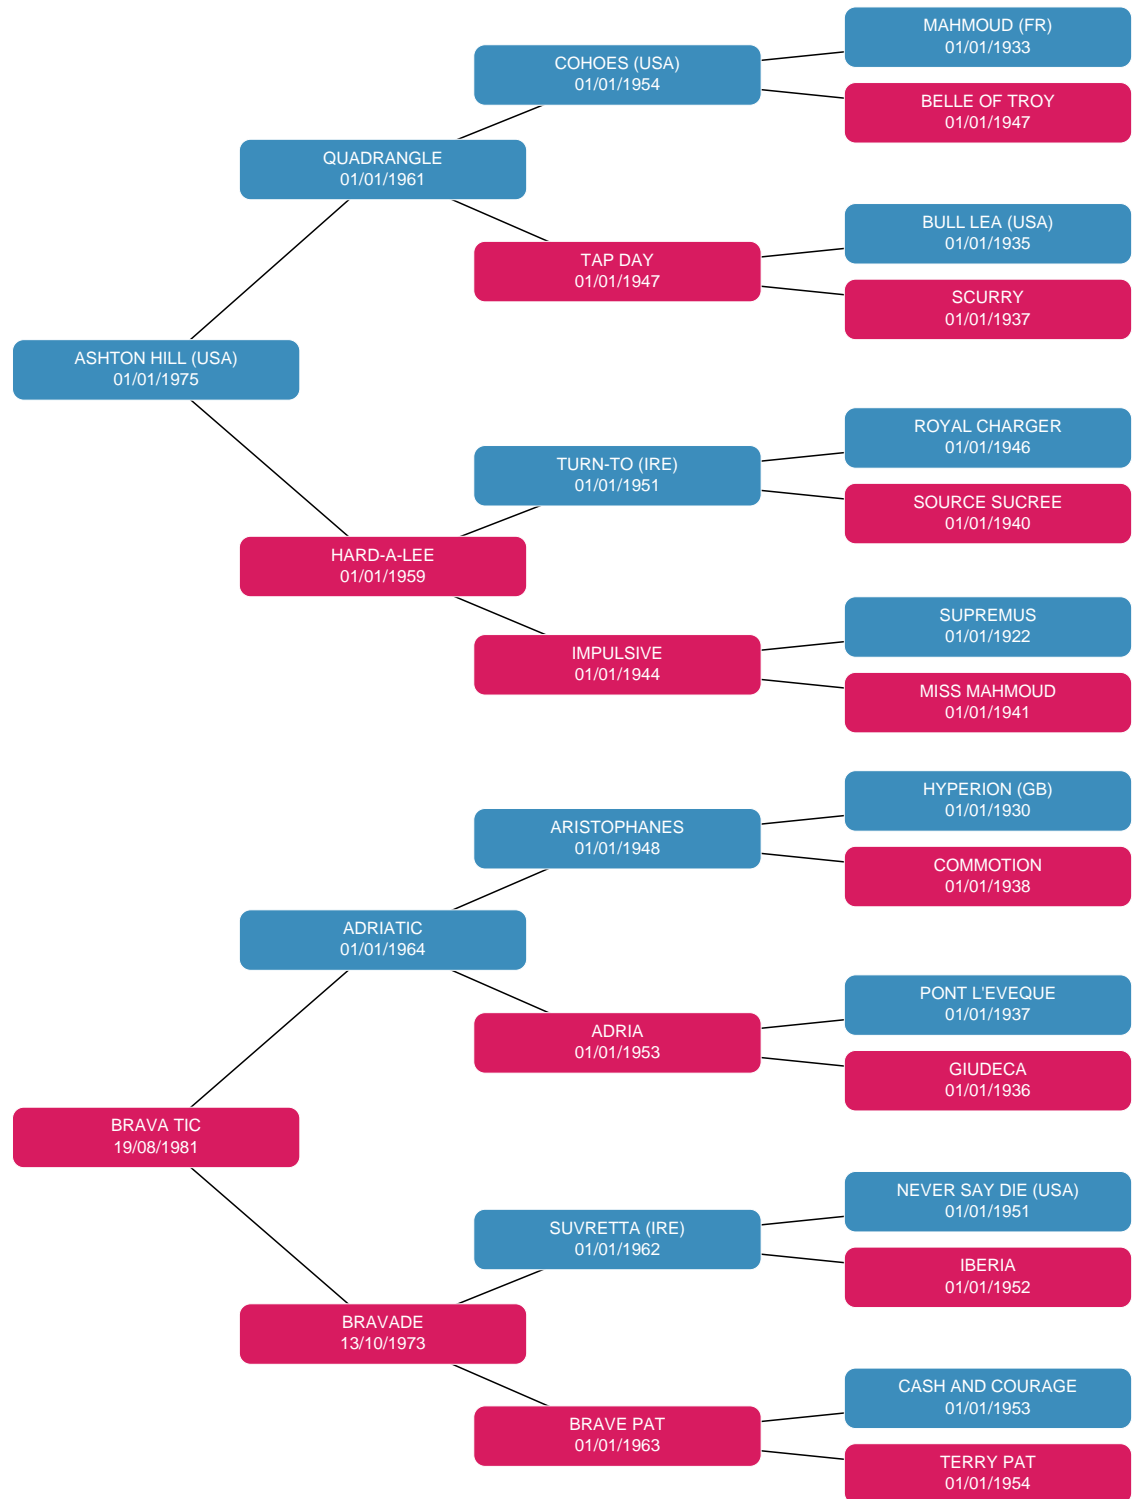 MAHMOUD (FR)
01/01/1933
COHOES (USA)
01/01/1954
BELLE OF TROY
01/01/1947
QUADRANGLE
01/01/1961
BULL LEA (USA)
01/01/1935
TAP DAY
01/01/1947
SCURRY
01/01/1937
ASHTON HILL (USA)
01/01/1975
ROYAL CHARGER
01/01/1946
TURN-TO (IRE)
01/01/1951
SOURCE SUCREE
01/01/1940
HARD-A-LEE
01/01/1959
SUPREMUS
01/01/1922
IMPULSIVE
01/01/1944
MISS MAHMOUD
01/01/1941
HYPERION (GB)
01/01/1930
ARISTOPHANES
01/01/1948
COMMOTION
01/01/1938
ADRIATIC
01/01/1964
PONT L'EVEQUE
01/01/1937
ADRIA
01/01/1953
GIUDECA
01/01/1936
BRAVA TIC
19/08/1981
NEVER SAY DIE (USA)
01/01/1951
SUVRETTA (IRE)
01/01/1962
IBERIA
01/01/1952
BRAVADE
13/10/1973
CASH AND COURAGE
01/01/1953
BRAVE PAT
01/01/1963
TERRY PAT
01/01/1954